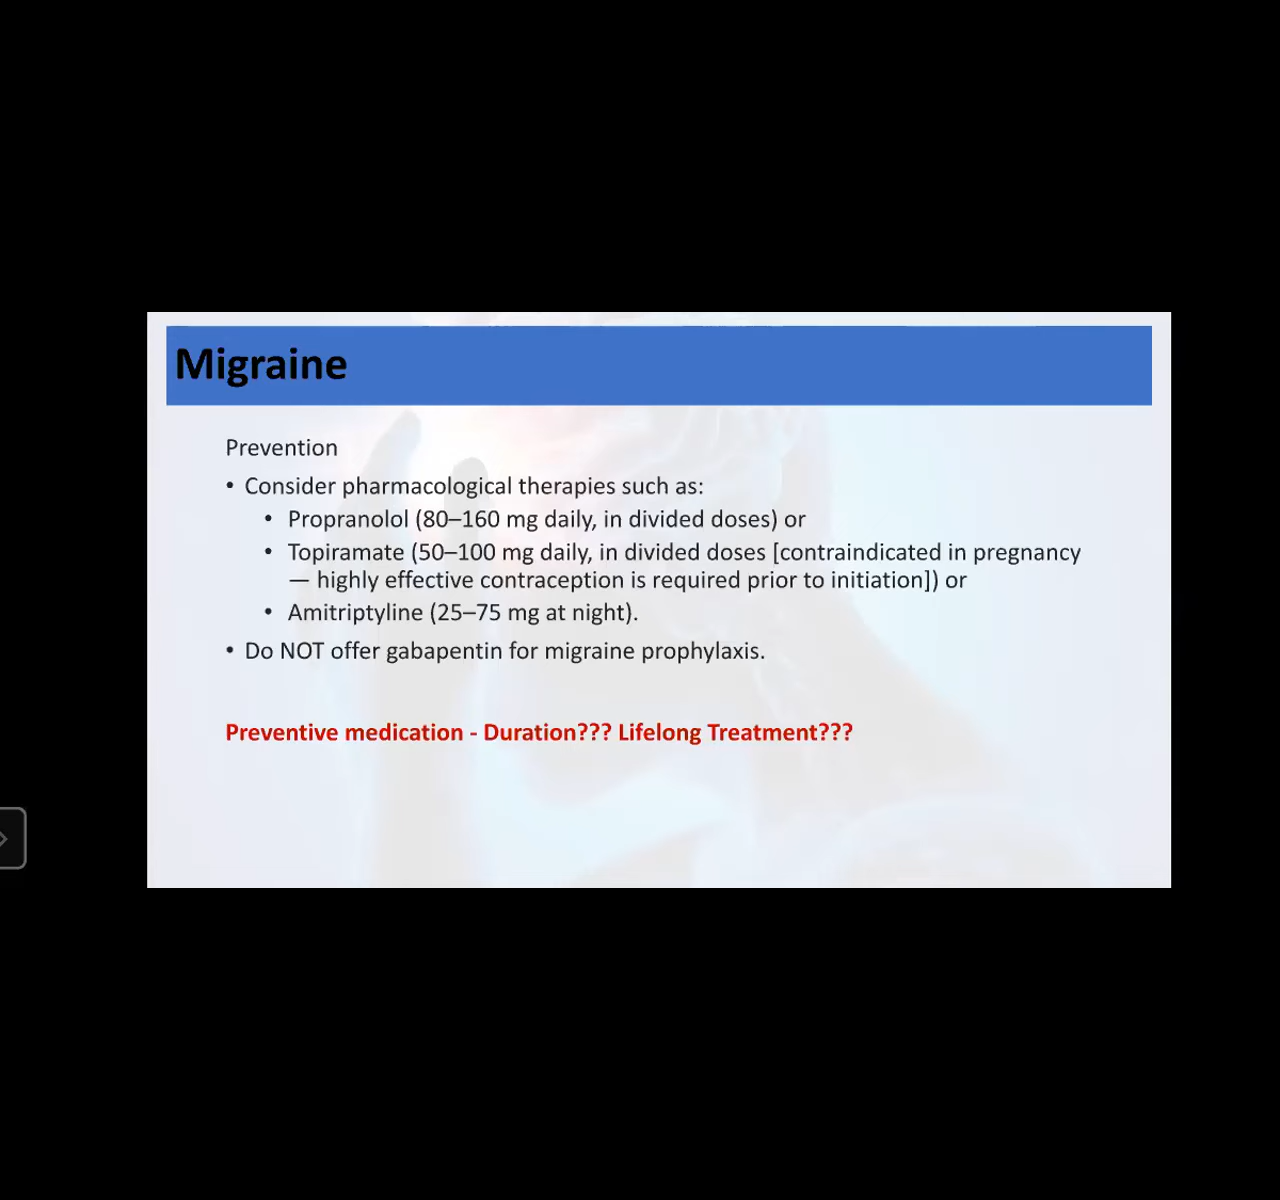 Migraine
Prevention
• Consider pharmacological therapies such as:
• Propranolol (80–160 mg daily, in divided doses) or
• Topiramate (50–100 mg daily, in divided doses [contraindicated in pregnancy
— highly effective contraception is required prior to initiation]) or
• Amitriptyline (25–75 mg at night).
• Do NOT offer gabapentin for migraine prophylaxis.
Preventive medication - Duration??? Lifelong Treatment???